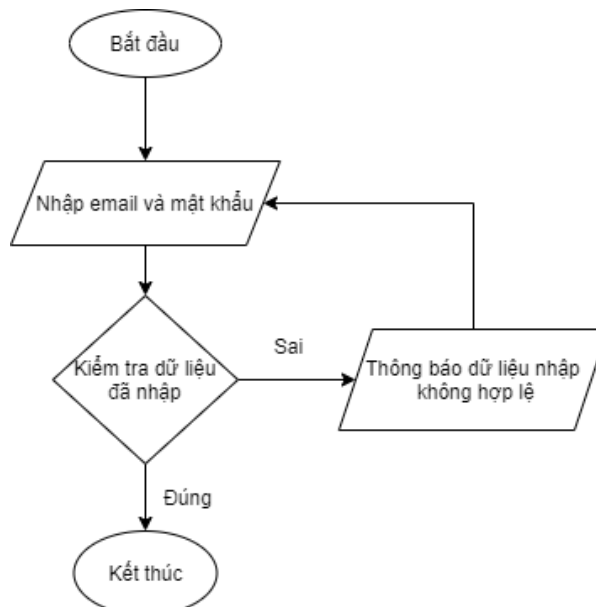 Bắt đầu
Nhập email và mật khẩu
Kiểm tra dữ liệu
đã nhập
Sai
Thông báo dữ liệu nhập
không hợp lệ
Đúng
Kết thúc